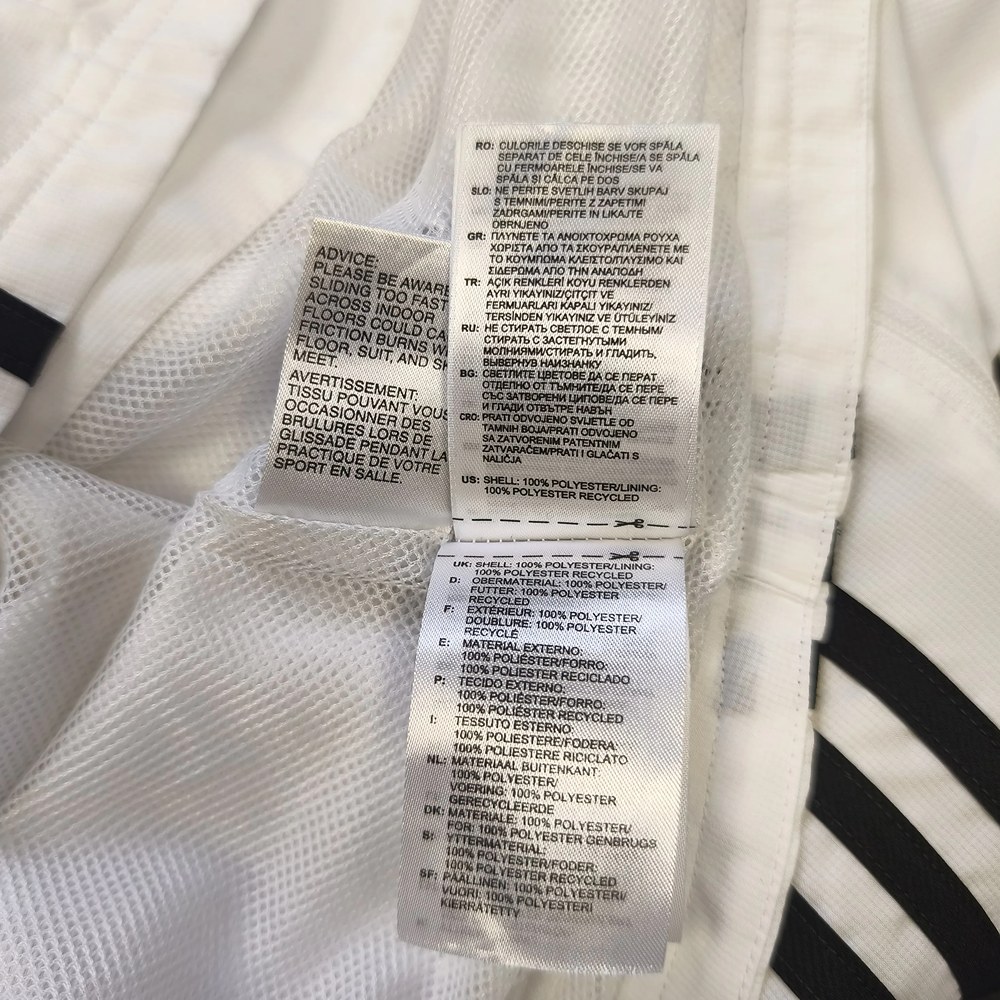 ADVICE:
PLEASE BE AWARE
SLIDING TOO FAST
ACROSS INDOOR
FLOORS COULD CA
FRICTION BURNS W
FLOOR, SUIT, AND SK
MEET.
AVERTISSEMENT:
TISSU POUVANT VOUS
OCCASIONNER DES
BRULURES LORS DE
GLISSADE PENDANT LA
PRACTIQUE DE VOTRE
SPORT EN SALLE.
RO: CULORILE DESCHISE SE VOR SPĂLA
SEPARAT DE CELE ÎNCHISE/A SE SPĂLA
CU FERMOARELE ÎNCHISE/SE VA
SPĂLA ȘI CĂLCA PE DOS
SLO: NE PERITE SVETLIH BARV SKUPAJ
S TEMNIMI/PERITE Z ZAPETIMI
ZADRGAMI/PERITE IN LIKAJTE
OBRNJENO
GR: ΠΛΥΝΕΤΕ ΤΑ ΑΝΟΙΧΤΟΧΡΩΜΑ ΡΟΥΧΑ
ΧΩΡΙΣΤΑ ΑΠΟ ΤΑ ΣΚΟΥΡΑ/ΠΛΕΝΕΤΕ ΜΕ
ΤΟ ΚΟΥΜΠΩΜΑ ΚΛΕΙΣΤΟ/ΠΛΥΣΙΜΟ ΚΑΙ
ΣΙΔΕΡΩΜΑ ΑΠΟ ΤΗΝ ΑΝΑΠΟΔΗ
TR: AÇIK RENKLERİ KOYU RENKLERDEN
AYRI YIKAYINIZ/ÇITÇIT VE
FERMUARLARI KAPALI YIKAYINIZ/
TERSİNDEN YIKAYINIZ VE ÜTÜLEYİNİZ
RU: НЕ СТИРАТЬ СВЕТЛОЕ С ТЕМНЫМ/
СТИРАТЬ С ЗАСТЕГНУТЫМИ
МОЛНИЯМИ/СТИРАТЬ И ГЛАДИТЬ,
ВЫВЕРНУВ НАИЗНАНКУ
BG: СВЕТЛИТЕ ЦВЕТОВЕ ДА СЕ ПЕРАТ
ОТДЕЛНО ОТ ТЪМНИТЕ/ДА СЕ ПЕРЕ
СЪС ЗАТВОРЕНИ ЦИПОВЕ/ДА СЕ ПЕРЕ
И ГЛАДИ ОТВЪТРЕ НАВЪН
CRO: PRATI ODVOJENO SVIJETLE OD
TAMNIH BOJA/PRATI ODVOJENO
SA ZATVORENIM PATENTNIM
ZATVARAČEM/PRATI I GLAČATI S
NALIČJA
US: SHELL: 100% POLYESTER/LINING:
100% POLYESTER RECYCLED
UK: SHELL: 100% POLYESTER/LINING:
100% POLYESTER RECYCLED
D: OBERMATERIAL: 100% POLYESTER/
FUTTER: 100% POLYESTER
RECYCLED
F: EXTÉRIEUR: 100% POLYESTER/
DOUBLURE: 100% POLYESTER
RECYCLÉ
E: MATERIAL EXTERNO:
100% POLIÉSTER/FORRO:
100% POLIESTER RECICLADO
P: TECIDO EXTERNO:
100% POLIÉSTER/FORRO:
100% POLIÉSTER RECYCLED
I: TESSUTO ESTERNO:
100% POLIESTERE/FODERA:
100% POLIESTERE RICICLATO
NL: MATERIAAL BUITENKANT:
100% POLYESTER/
VOERING: 100% POLYESTER
GERECYCLEERDE
DK: MATERIALE: 100% POLYESTER/
FOR: 100% POLYESTER GENBRUGS
S: YTTERMATERIAL:
100% POLYESTER/FODER:
100% POLYESTER RECYCLED
SF: PÄÄLLINEN: 100% POLYESTERI/
VUORI: 100% POLYESTERI
KIERRÄTETTY